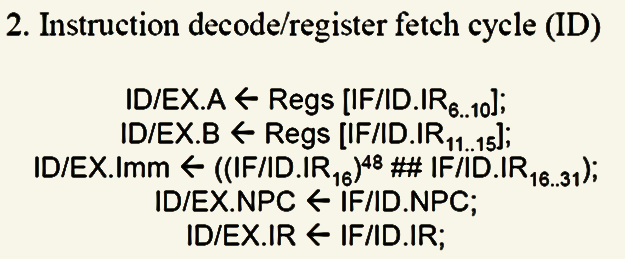 2. Instruction decode/register fetch cycle (ID)
ID/EX.A ← Regs [IF/ID.IR₆..₁₀];
ID/EX.B ← Regs [IF/ID.IR₁₁..₁₅];
ID/EX.Imm ← ((IF/ID.IR₁₆)⁴⁸ ## IF/ID.IR₁₆..₃₁);
ID/EX.NPC ← IF/ID.NPC;
ID/EX.IR ← IF/ID.IR;